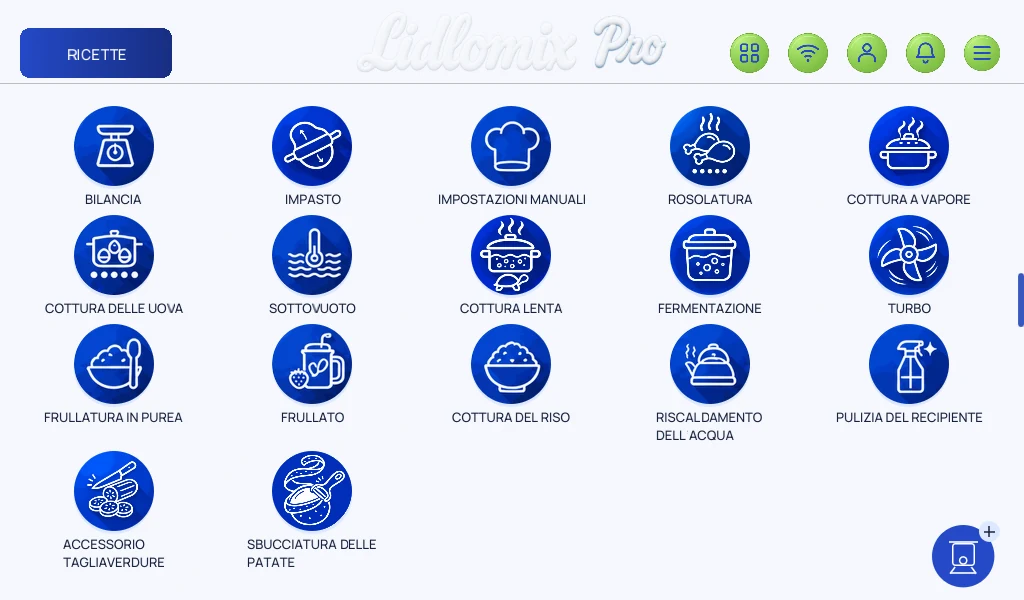 RICETTE
Lidlomix Pro
BILANCIA
IMPASTO
IMPOSTAZIONI MANUALI
ROSOLATURA
COTTURA A VAPORE
COTTURA DELLE UOVA
SOTTOVUOTO
COTTURA LENTA
FERMENTAZIONE
TURBO
FRULLATURA IN PUREA
FRULLATO
COTTURA DEL RISO
RISCALDAMENTO
DELL'ACQUA
PULIZIA DEL RECIPIENTE
ACCESSORIO
TAGLIAVERDURE
SBUCCIATURA DELLE
PATATE